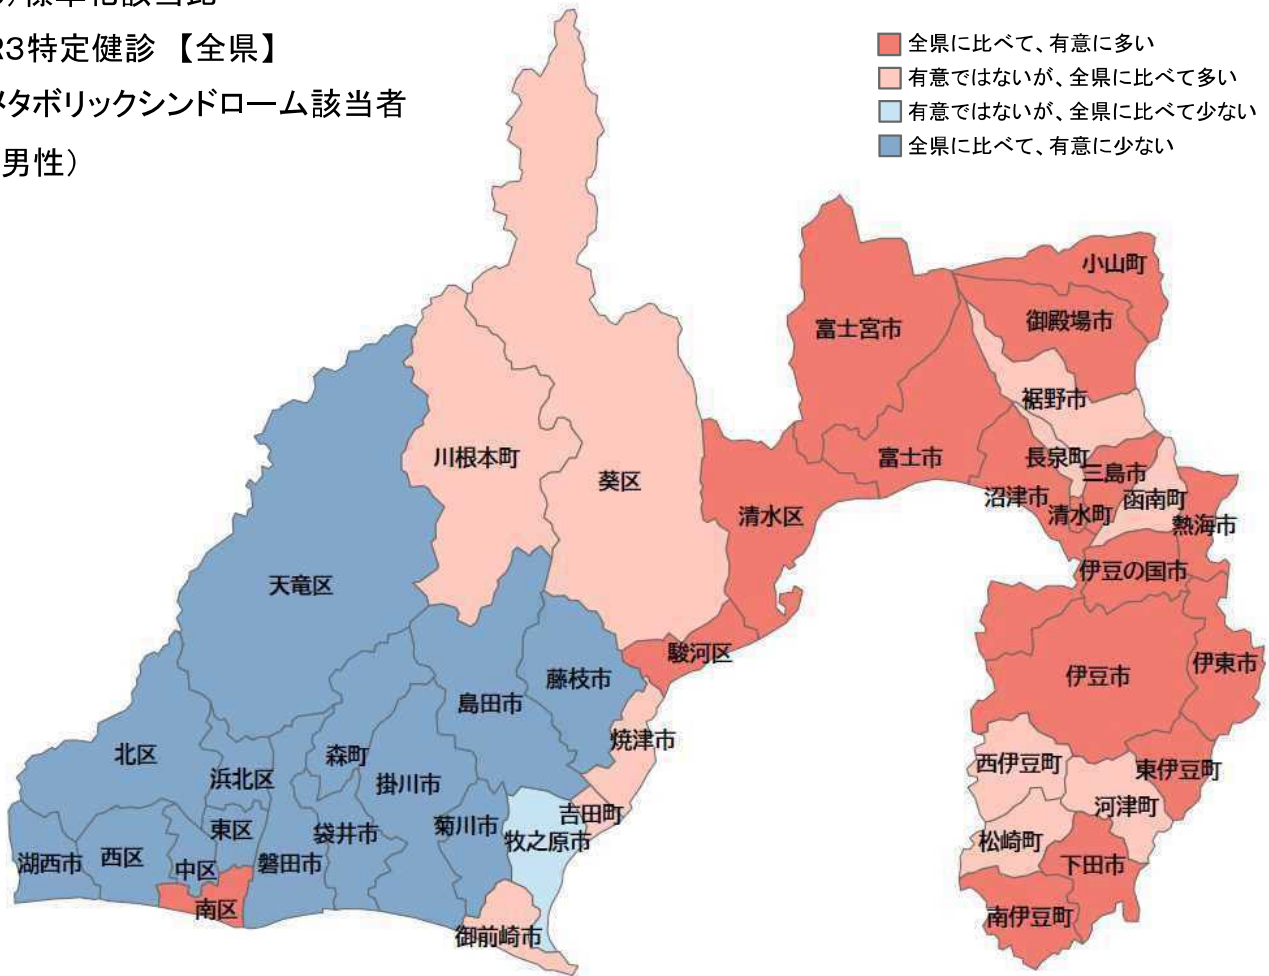 標準化該当比
R3特定健診 【全県】
メタボリックシンドローム該当者
男性）
全県に比べて、有意に多い
有意ではないが、全県に比べて多い
有意ではないが、全県に比べて少ない
全県に比べて、有意に少ない
小山町
御殿場市
富士宮市
裾野市
川根本町
長泉町
富士市
三島市
葵区
沼津市
函南町
清水区
清水町
熱海市
伊豆の国市
天竜区
駿河区
伊東市
伊豆市
藤枝市
島田市
焼津市
北区
森町
西伊豆町
東伊豆町
浜北区
掛川市
河津町
吉田町
東区
袋井市
菊川市
牧之原市
松崎町
湖西市
西区
中区
磐田市
下田市
南区
南伊豆町
御前崎市